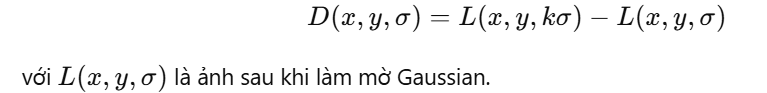 D(x, y, σ) = L(x, y, kσ) − L(x, y, σ)
với L(x, y, σ) là ảnh sau khi làm mờ Gaussian.